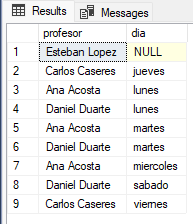 Results Messages
profesor dia
1 Esteban Lopez NULL
2 Carlos Caseres jueves
3 Ana Acosta lunes
4 Daniel Duarte lunes
5 Ana Acosta martes
6 Daniel Duarte martes
7 Ana Acosta miercoles
8 Daniel Duarte sabado
9 Carlos Caseres viernes